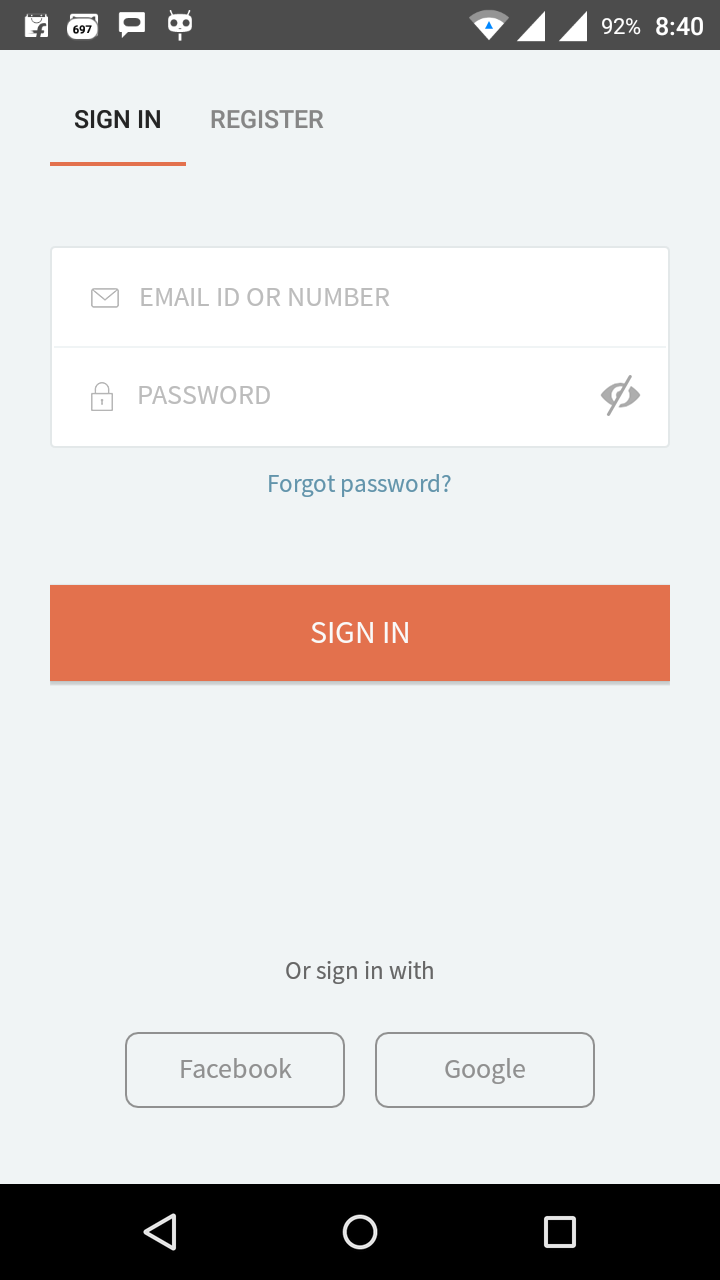 697 92% 8:40
SIGN IN REGISTER
EMAIL ID OR NUMBER
PASSWORD
Forgot password?
SIGN IN
Or sign in with
Facebook Google